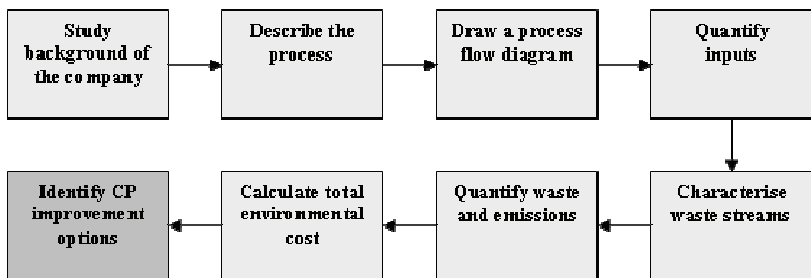 Study
background of
the company
Describe the
process
Draw a process
flow diagram
Quantify
inputs
Characterise
waste streams
Quantify waste
and emissions
Calculate total
environmental
cost
Identify CP
improvement
options